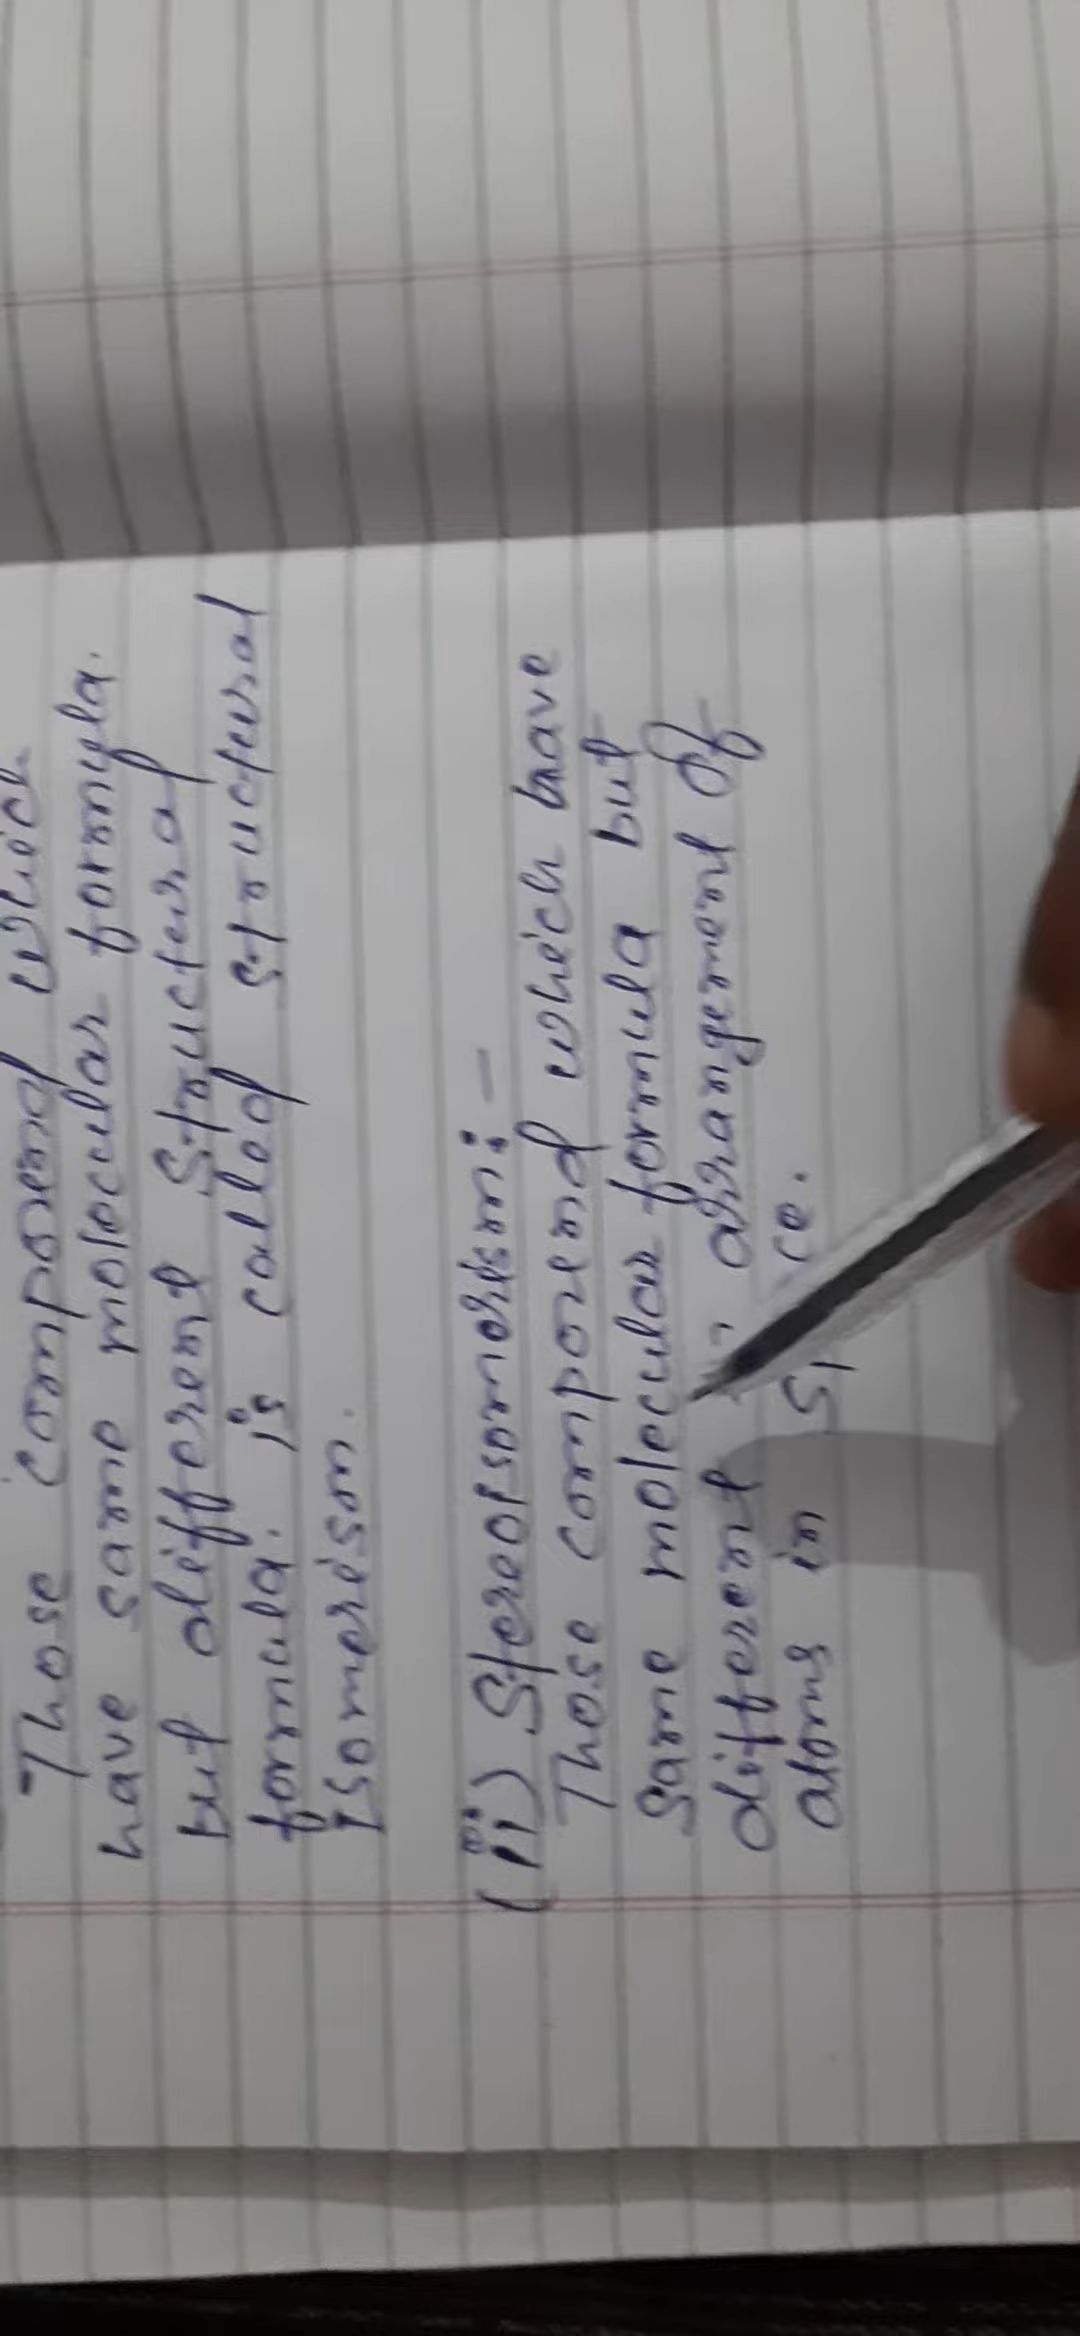 Those compound which
have same molecular formula.
but different structural
formula. is called structural
Isomerism.
(ii) Stereoisomerism:-
Those compound which have
same molecular formula but
different arrangement of
atoms in